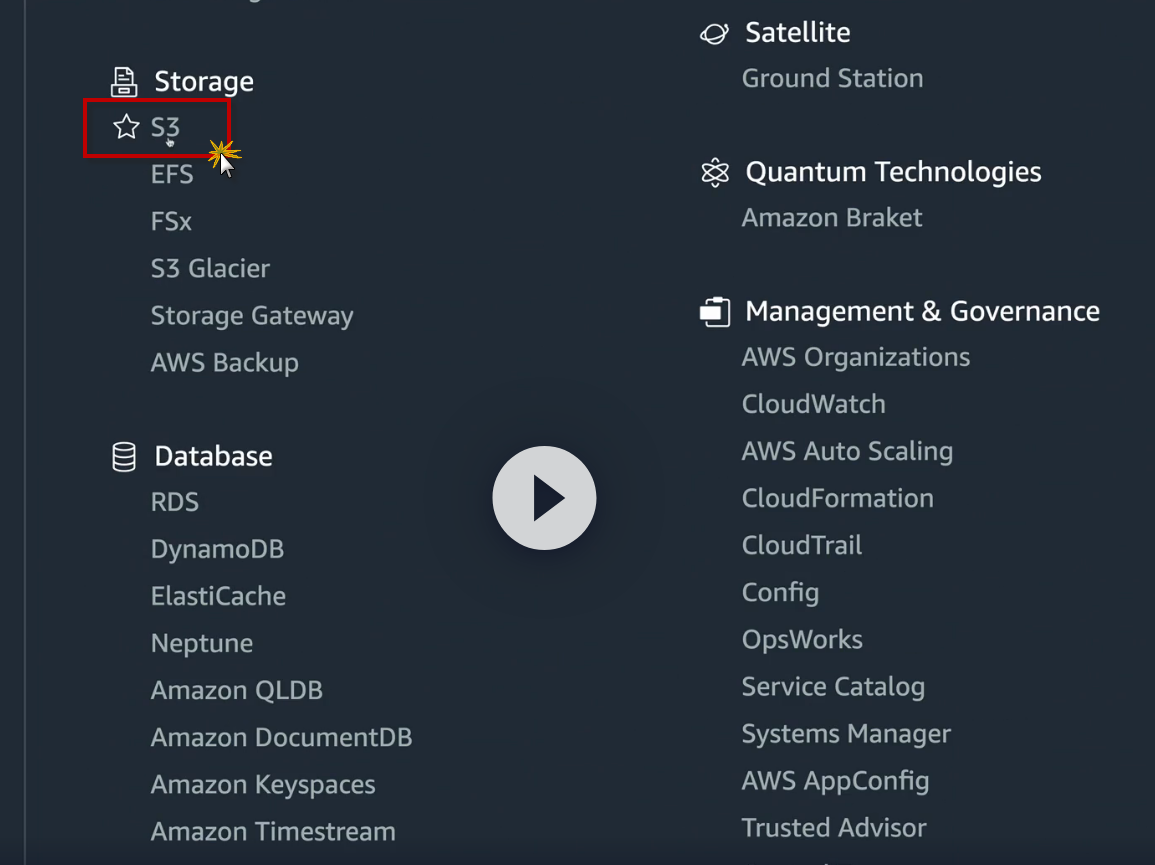 Storage
S3
EFS
FSx
S3 Glacier
Storage Gateway
AWS Backup
Database
RDS
DynamoDB
ElastiCache
Neptune
Amazon QLDB
Amazon DocumentDB
Amazon Keyspaces
Amazon Timestream
Satellite
Ground Station
Quantum Technologies
Amazon Braket
Management & Governance
AWS Organizations
CloudWatch
AWS Auto Scaling
CloudFormation
CloudTrail
Config
OpsWorks
Service Catalog
Systems Manager
AWS AppConfig
Trusted Advisor